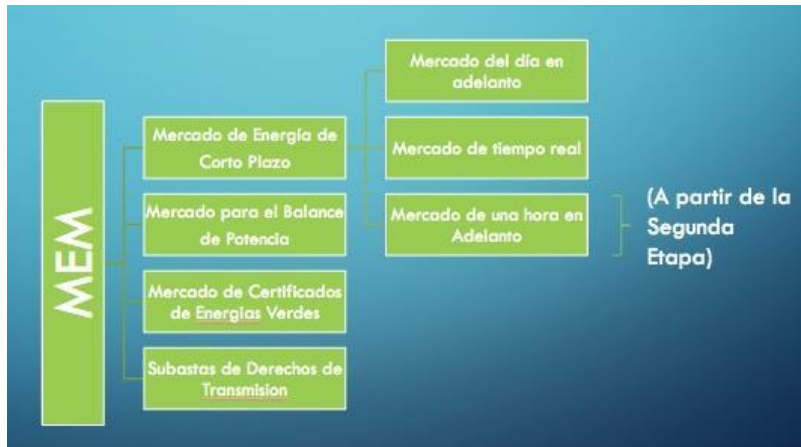 MEM
Mercado de Energía de
Corto Plazo
Mercado para el Balance
de Potencia
Mercado de Certificados
de Energias Verdes
Subastas de Derechos de
Transmision
Mercado del día en
adelanto
Mercado de tiempo real
Mercado de una hora en
Adelanto
(A partir de la
Segunda
Etapa)